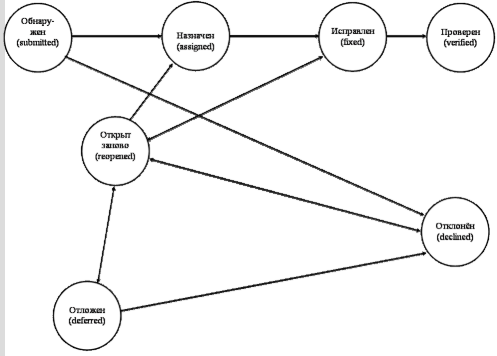 Обнару-
жен
(submitted)
Назначен
(assigned)
Исправлен
(fixed)
Проверен
(verified)
Открыт
заново
(reopened)
Отклонён
(declined)
Отложен
(deferred)